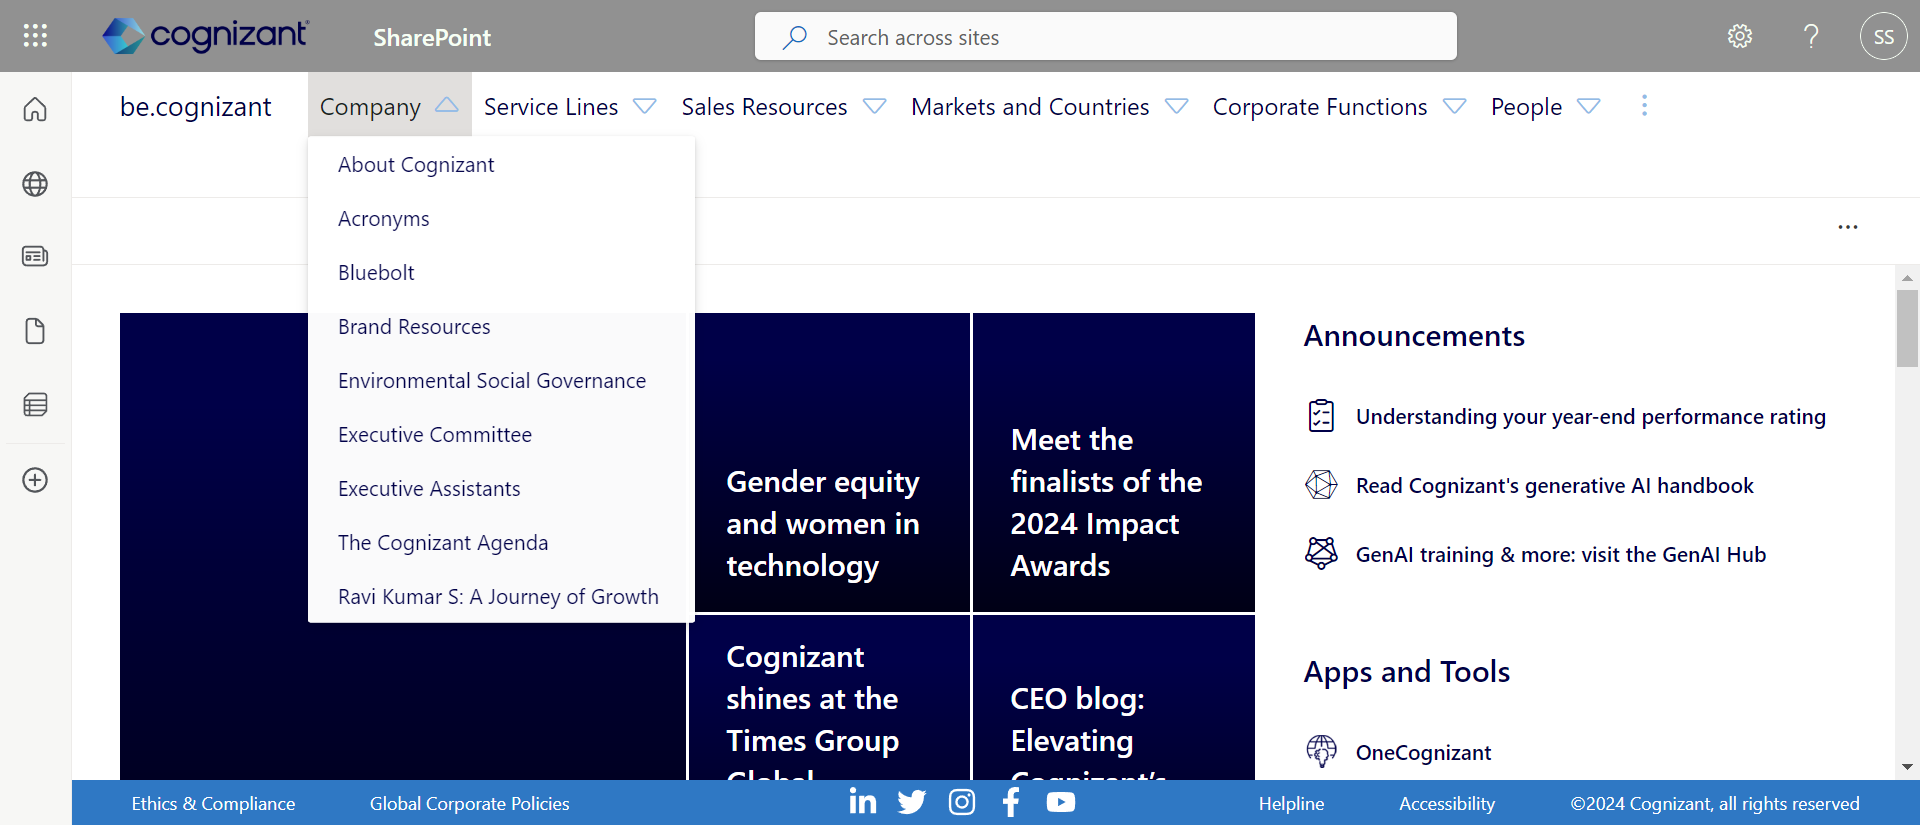 cognizant
SharePoint
Search across sites
SS
be.cognizant
Company
Service Lines
Sales Resources
Markets and Countries
Corporate Functions
People
About Cognizant
Acronyms
Bluebolt
Brand Resources
Environmental Social Governance
Executive Committee
Executive Assistants
The Cognizant Agenda
Ravi Kumar S: A Journey of Growth
Gender equity
and women in
technology
Meet the
finalists of the
2024 Impact
Awards
Cognizant
shines at the
Times Group
Global
CEO blog:
Elevating
Cognizant's
Announcements
Understanding your year-end performance rating
Read Cognizant's generative AI handbook
GenAI training & more: visit the GenAI Hub
Apps and Tools
OneCognizant
Ethics & Compliance
Global Corporate Policies
Helpline
Accessibility
©2024 Cognizant, all rights reserved